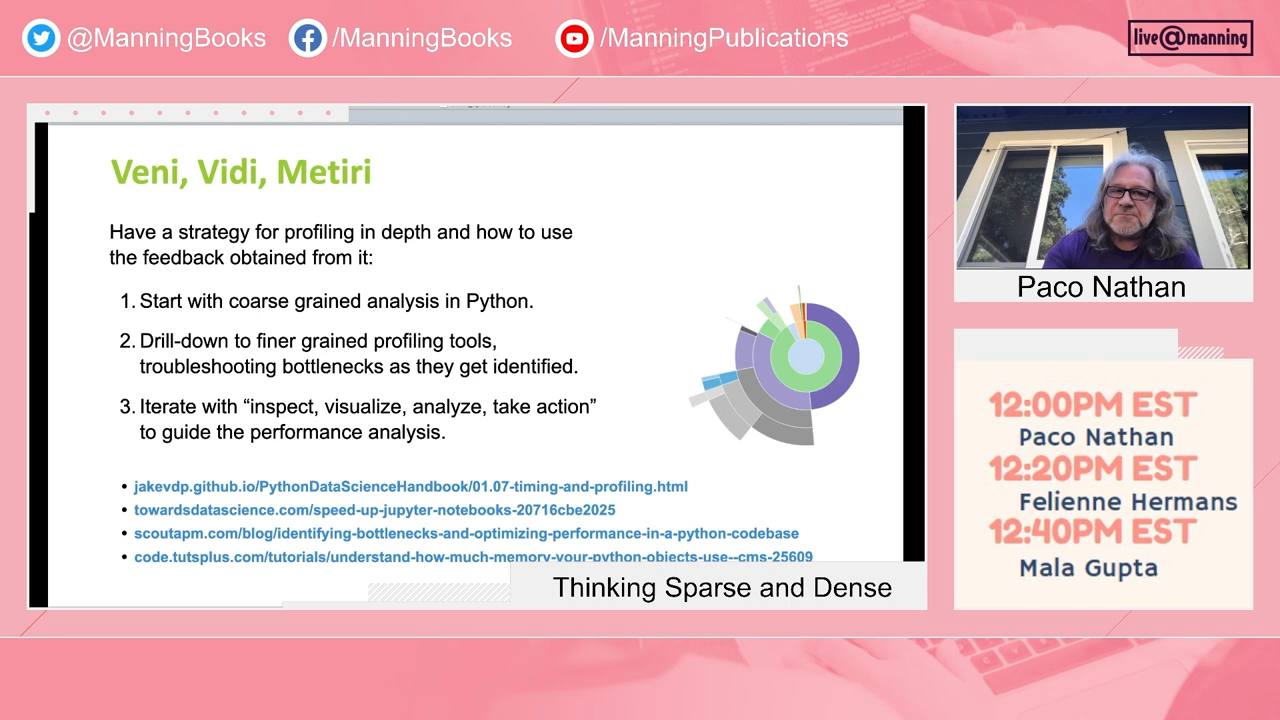 @ManningBooks
/ManningBooks
/ManningPublications
live@manning
Veni, Vidi, Metiri
Have a strategy for profiling in depth and how to use
the feedback obtained from it:
1. Start with coarse grained analysis in Python.
2. Drill-down to finer grained profiling tools,
troubleshooting bottlenecks as they get identified.
3. Iterate with “inspect, visualize, analyze, take action”
to guide the performance analysis.
• jakevdp.github.io/PythonDataScienceHandbook/01.07-timing-and-profiling.html
• towardsdatascience.com/speed-up-jupyter-notebooks-20716cbe2025
• scoutapm.com/blog/identifying-bottlenecks-and-optimizing-performance-in-a-python-codebase
• code.tutsplus.com/tutorials/understand-how-much-memory-your-python-objects-use--cms-25609
Thinking Sparse and Dense
Paco Nathan
12:00PM EST
Paco Nathan
12:20PM EST
Felienne Hermans
12:40PM EST
Mala Gupta